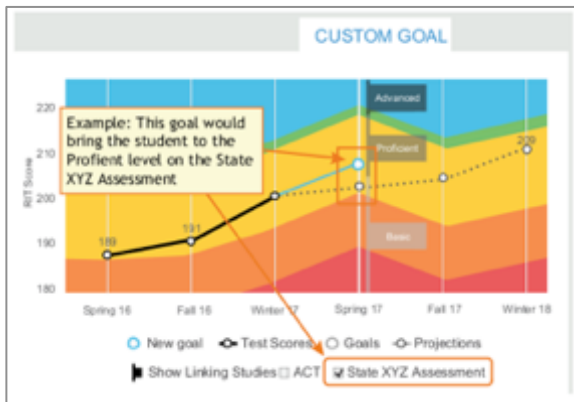 CUSTOM GOAL
220
210
200
190
180
RIT Score
Example: This goal would
bring the student to the
Profient level on the State
XYZ Assessment
Advanced
Proficient
Basic
189
191
209
Spring 16
Fall 16
Winter 17
Spring 17
Fall 17
Winter 18
New goal
Test Scores
Goals
Projections
Show Linking Studies
ACT
State XYZ Assessment